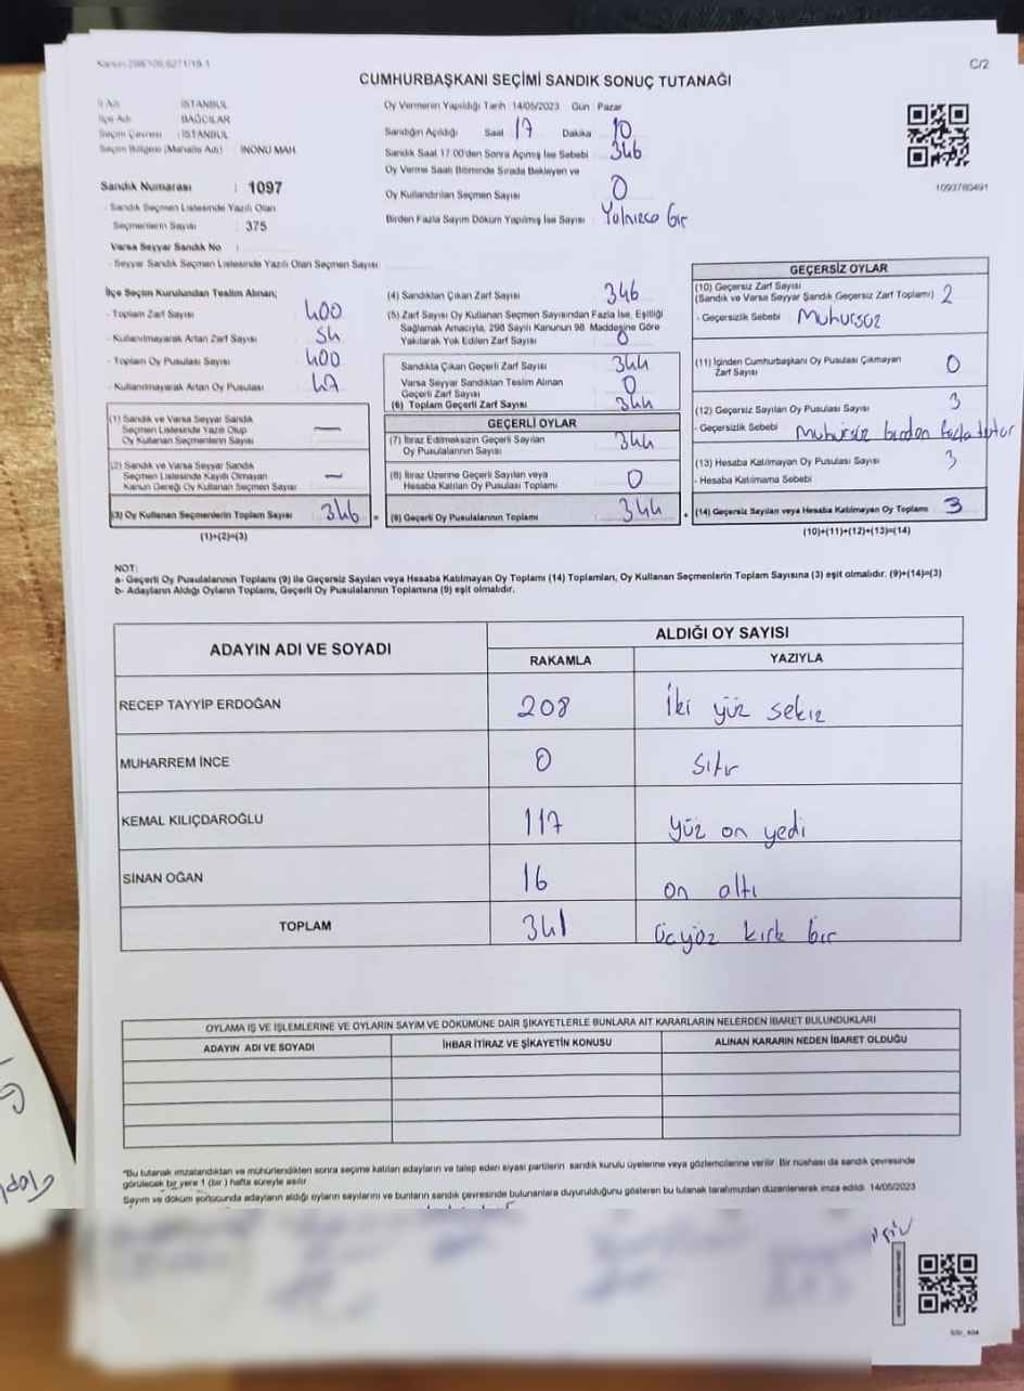 C/2
CUMHURBAŞKANI SEÇİMİ SANDIK SONUÇ TUTANAĞI
İl Adı : İSTANBUL
İlçe Adı : BAĞCILAR
Seçim Çevresi : İSTANBUL
Seçim Bölgesi (Mahalle Adı) : İNONU MAH.
Sandık Numarası : 1097
- Sandık Seçmen Listesinde Yazılı Olan
Seçmenlerin Sayısı : 375
Varsa Seyyar Sandık No :
- Seyyar Sandık Seçmen Listesinde Yazılı Olan Seçmen Sayısı:
Oy Vermenin Yapıldığı Tarih 14/05/2023 Gün Pazar
Sandığın Açıldığı Saat 17 Dakika 10
Sandık Saat 17:00'den Sonra Açılmış İse Sebebi 346
Oy Verme Saati Bitiminde Sırada Bekleyen ve
Oy Kullandırılan Seçmen Sayısı 0
Birden Fazla Sayım Döküm Yapılmış İse Sayısı Yalnızca bir
1093780491
İlçe Seçim Kurulundan Teslim Alınan;
- Toplam Zarf Sayısı : 400
- Kullanılmayarak Artan Zarf Sayısı : 54
- Toplam Oy Pusulası Sayısı : 400
- Kullanılmayarak Artan Oy Pusulası : 47
(1) Sandık ve Varsa Seyyar Sandık
Seçmen Listesinde Yazılı Olup
Oy Kullanan Seçmenlerin Sayısı —
(2) Sandık ve Varsa Seyyar Sandık
Seçmen Listesinde Kayıtlı Olmayan
Kanun Gereği Oy Kullanan Seçmen Sayısı —
(3) Oy Kullanan Seçmenlerin Toplam Sayısı 346
(1)+(2)=(3)
(4) Sandıktan Çıkan Zarf Sayısı 346
(5) Zarf Sayısı Oy Kullanan Seçmen Sayısından Fazla İse, Eşitliği
Sağlamak Amacıyla, 298 Sayılı Kanunun 98. Maddesine Göre
Yakılarak Yok Edilen Zarf Sayısı 0
Sandıkta Çıkan Geçerli Zarf Sayısı 344
Varsa Seyyar Sandıktan Teslim Alınan
Geçerli Zarf Sayısı 0
(6) Toplam Geçerli Zarf Sayısı 344
GEÇERLİ OYLAR
(7) İtiraz Edilmeksizin Geçerli Sayılan
Oy Pusulalarının Sayısı 344
(8) İtiraz Üzerine Geçerli Sayılan veya
Hesaba Katılan Oy Pusulası Toplamı 0
(9) Geçerli Oy Pusulalarının Toplamı 344
GEÇERSİZ OYLAR
(10) Geçersiz Zarf Sayısı
(Sandık ve Varsa Seyyar Sandık Geçersiz Zarf Toplamı) 2
- Geçersizlik Sebebi : Muhursüz
(11) İçinden Cumhurbaşkanı Oy Pusulası Çıkmayan
Zarf Sayısı 0
(12) Geçersiz Sayılan Oy Pusulası Sayısı 3
- Geçersizlik Sebebi : Mühürsüz birden fazla
(13) Hesaba Katılmayan Oy Pusulası Sayısı 3
- Hesaba Katılmama Sebebi
(14) Geçersiz Sayılan veya Hesaba Katılmayan Oy Toplamı 3
(10)+(11)+(12)+(13)=(14)
NOT:
a- Geçerli Oy Pusulalarının Toplamı (9) ile Geçersiz Sayılan veya Hesaba Katılmayan Oy Toplamı (14) Toplamları, Oy Kullanan Seçmenlerin Toplam Sayısına (3) eşit olmalıdır. (9)+(14)=(3)
b- Adayların Aldığı Oyların Toplamı, Geçerli Oy Pusulalarının Toplamına (9) eşit olmalıdır.
ADAYIN ADI VE SOYADI ALDIĞI OY SAYISI
RAKAMLA YAZIYLA
RECEP TAYYİP ERDOĞAN 208 İki yüz sekiz
MUHARREM İNCE 0 Sıfır
KEMAL KILIÇDAROĞLU 117 yüz on yedi
SİNAN OĞAN 16 on altı
TOPLAM 341 üçyüz kırk bir
OYLAMA İŞ VE İŞLEMLERİNE VE OYLARIN SAYIM VE DÖKÜMÜNE DAİR ŞİKAYETLERLE BUNLARA AİT KARARLARIN NELERDEN İBARET BULUNDUKLARI
ADAYIN ADI VE SOYADI İHBAR İTİRAZ VE ŞİKAYETİN KONUSU ALINAN KARARIN NEDEN İBARET OLDUĞU
*Bu tutanak imzalandıktan ve mühürlendikten sonra seçime katılan adayların ve talep eden siyasi partilerin sandık kurulu üyelerine veya gözlemcilerine verilir. Bir nüshası da sandık çevresinde
görülecek bir yere 1 (bir) hafta süreyle asılır.
Sayım ve döküm sonucunda adayların aldığı oyların sayılarını ve bunların sandık çevresinde bulunanlara duyurulduğunu gösteren bu tutanak tarafımızdan düzenlenerek imza edildi. 14/05/2023